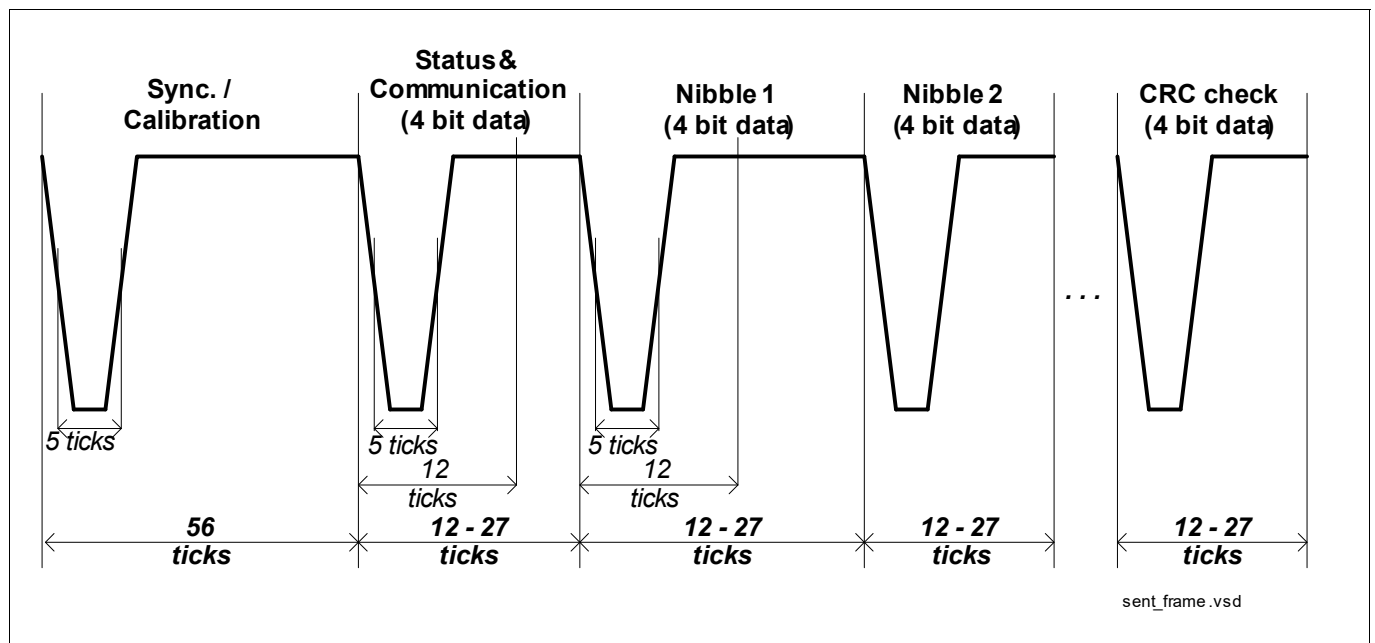 Sync. /
Calibration
Status &
Communication
(4 bit data)
Nibble 1
(4 bit data)
Nibble 2
(4 bit data)
CRC check
(4 bit data)
. . .
5 ticks
5 ticks
5 ticks
12
ticks
12
ticks
56
ticks
12 - 27
ticks
12 - 27
ticks
12 - 27
ticks
12 - 27
ticks
sent_frame.vsd